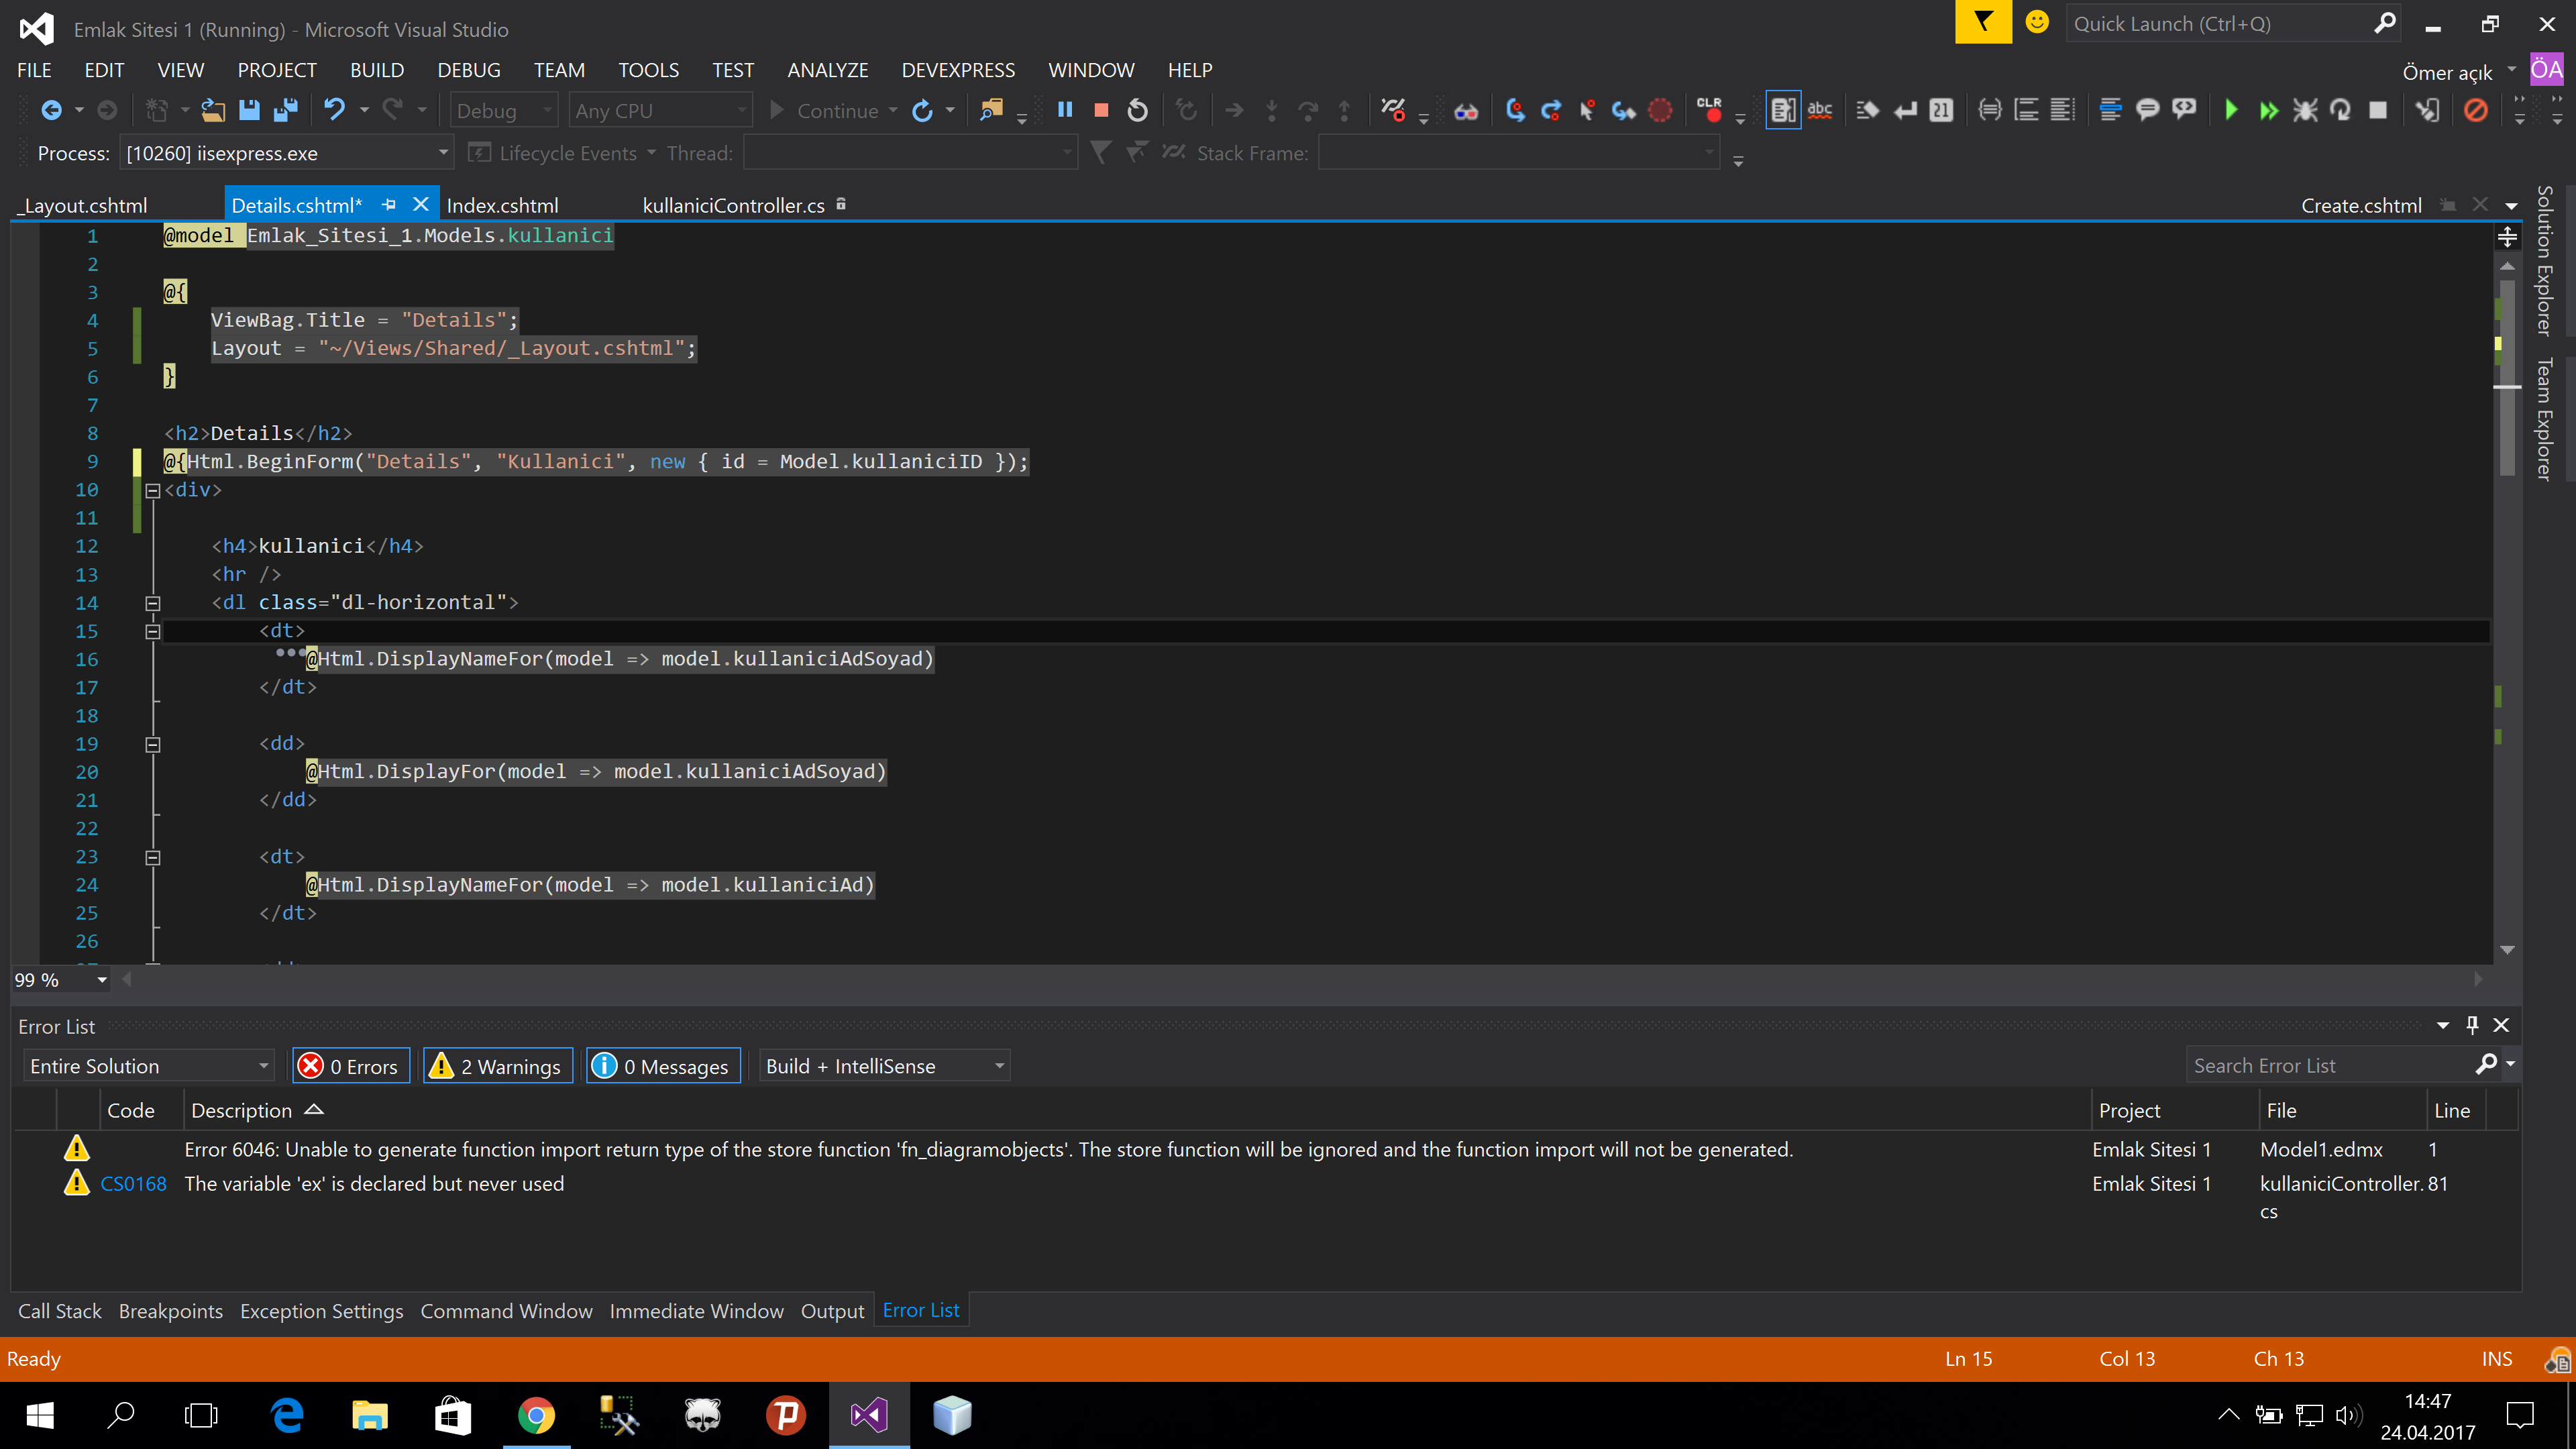 Emlak Sitesi 1 (Running) - Microsoft Visual Studio
Quick Launch (Ctrl+Q)
FILE EDIT VIEW PROJECT BUILD DEBUG TEAM TOOLS TEST ANALYZE DEVEXPRESS WINDOW HELP
Ömer açık ÖA
Debug Any CPU Continue CLR abc 21
Process: [10260] iisexpress.exe Lifecycle Events Thread: Stack Frame:
_Layout.cshtml Details.cshtml* Index.cshtml kullaniciController.cs Create.cshtml
Solution Explorer
Team Explorer
1 @model Emlak_Sitesi_1.Models.kullanici
2
3 @{
4 ViewBag.Title = "Details";
5 Layout = "~/Views/Shared/_Layout.cshtml";
6 }
7
8 <h2>Details</h2>
9 @{Html.BeginForm("Details", "Kullanici", new { id = Model.kullaniciID });
10 <div>
11
12 <h4>kullanici</h4>
13 <hr />
14 <dl class="dl-horizontal">
15 <dt>
16 @Html.DisplayNameFor(model => model.kullaniciAdSoyad)
17 </dt>
18
19 <dd>
20 @Html.DisplayFor(model => model.kullaniciAdSoyad)
21 </dd>
22
23 <dt>
24 @Html.DisplayNameFor(model => model.kullaniciAd)
25 </dt>
26
99 %
Error List
Entire Solution 0 Errors 2 Warnings 0 Messages Build + IntelliSense Search Error List
Code Description Project File Line
Error 6046: Unable to generate function import return type of the store function 'fn_diagramobjects'. The store function will be ignored and the function import will not be generated. Emlak Sitesi 1 Model1.edmx 1
CS0168 The variable 'ex' is declared but never used Emlak Sitesi 1 kullaniciController. 81
cs
Call Stack Breakpoints Exception Settings Command Window Immediate Window Output Error List
Ready Ln 15 Col 13 Ch 13 INS
14:47
24.04.2017